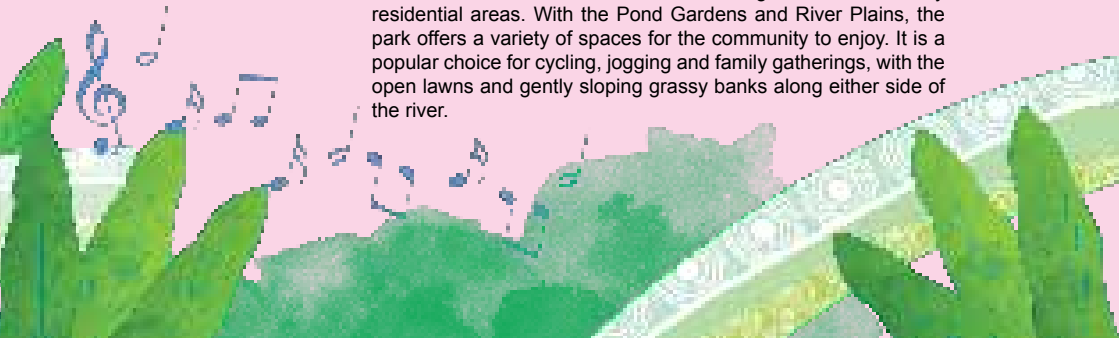 residential areas. With the Pond Gardens and River Plains, the
park offers a variety of spaces for the community to enjoy. It is a
popular choice for cycling, jogging and family gatherings, with the
open lawns and gently sloping grassy banks along either side of
the river.